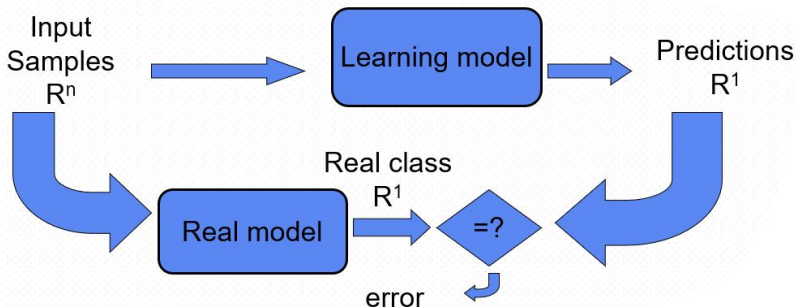 Input
Samples
Rⁿ
Learning model
Predictions
R¹
Real class
R¹
Real model
=?
error